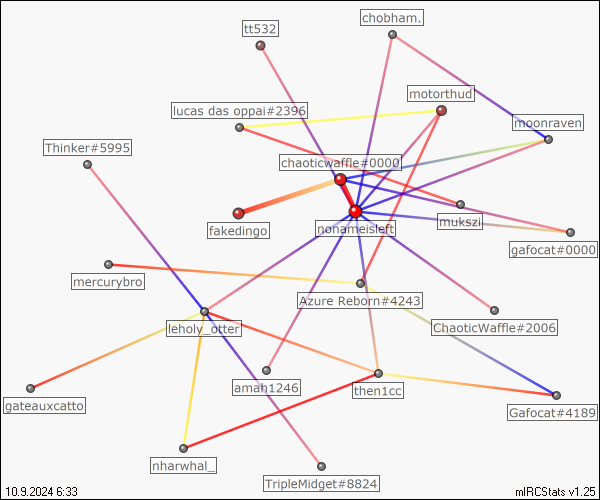 chobham.
tt532
motorthud
lucas das oppai#2396
moonraven
Thinker#5995
chaoticwaffle#0000
mukszi
fakedingo
nonameisleft
gafocat#0000
mercurybro
Azure Reborn#4243
leholy_otter
ChaoticWaffle#2006
amah1246
then1cc
gateauxcatto
Gafocat#4189
nharwhal_
TripleMidget#8824
10.9.2024 6:33
mIRCStats v1.25